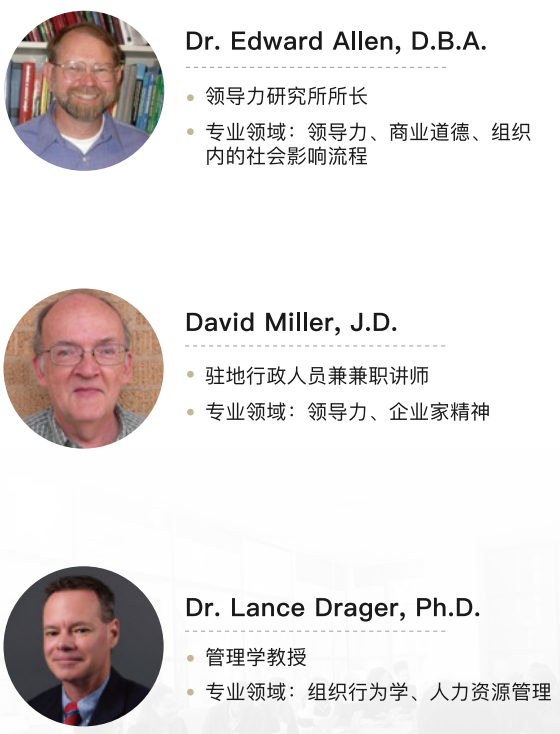 Dr. Edward Allen, D.B.A.
领导力研究所所长
专业领域：领导力、商业道德、组织
内的社会影响流程
David Miller, J.D.
驻地行政人员兼兼职讲师
专业领域：领导力、企业家精神
Dr. Lance Drager, Ph.D.
管理学教授
专业领域：组织行为学、人力资源管理